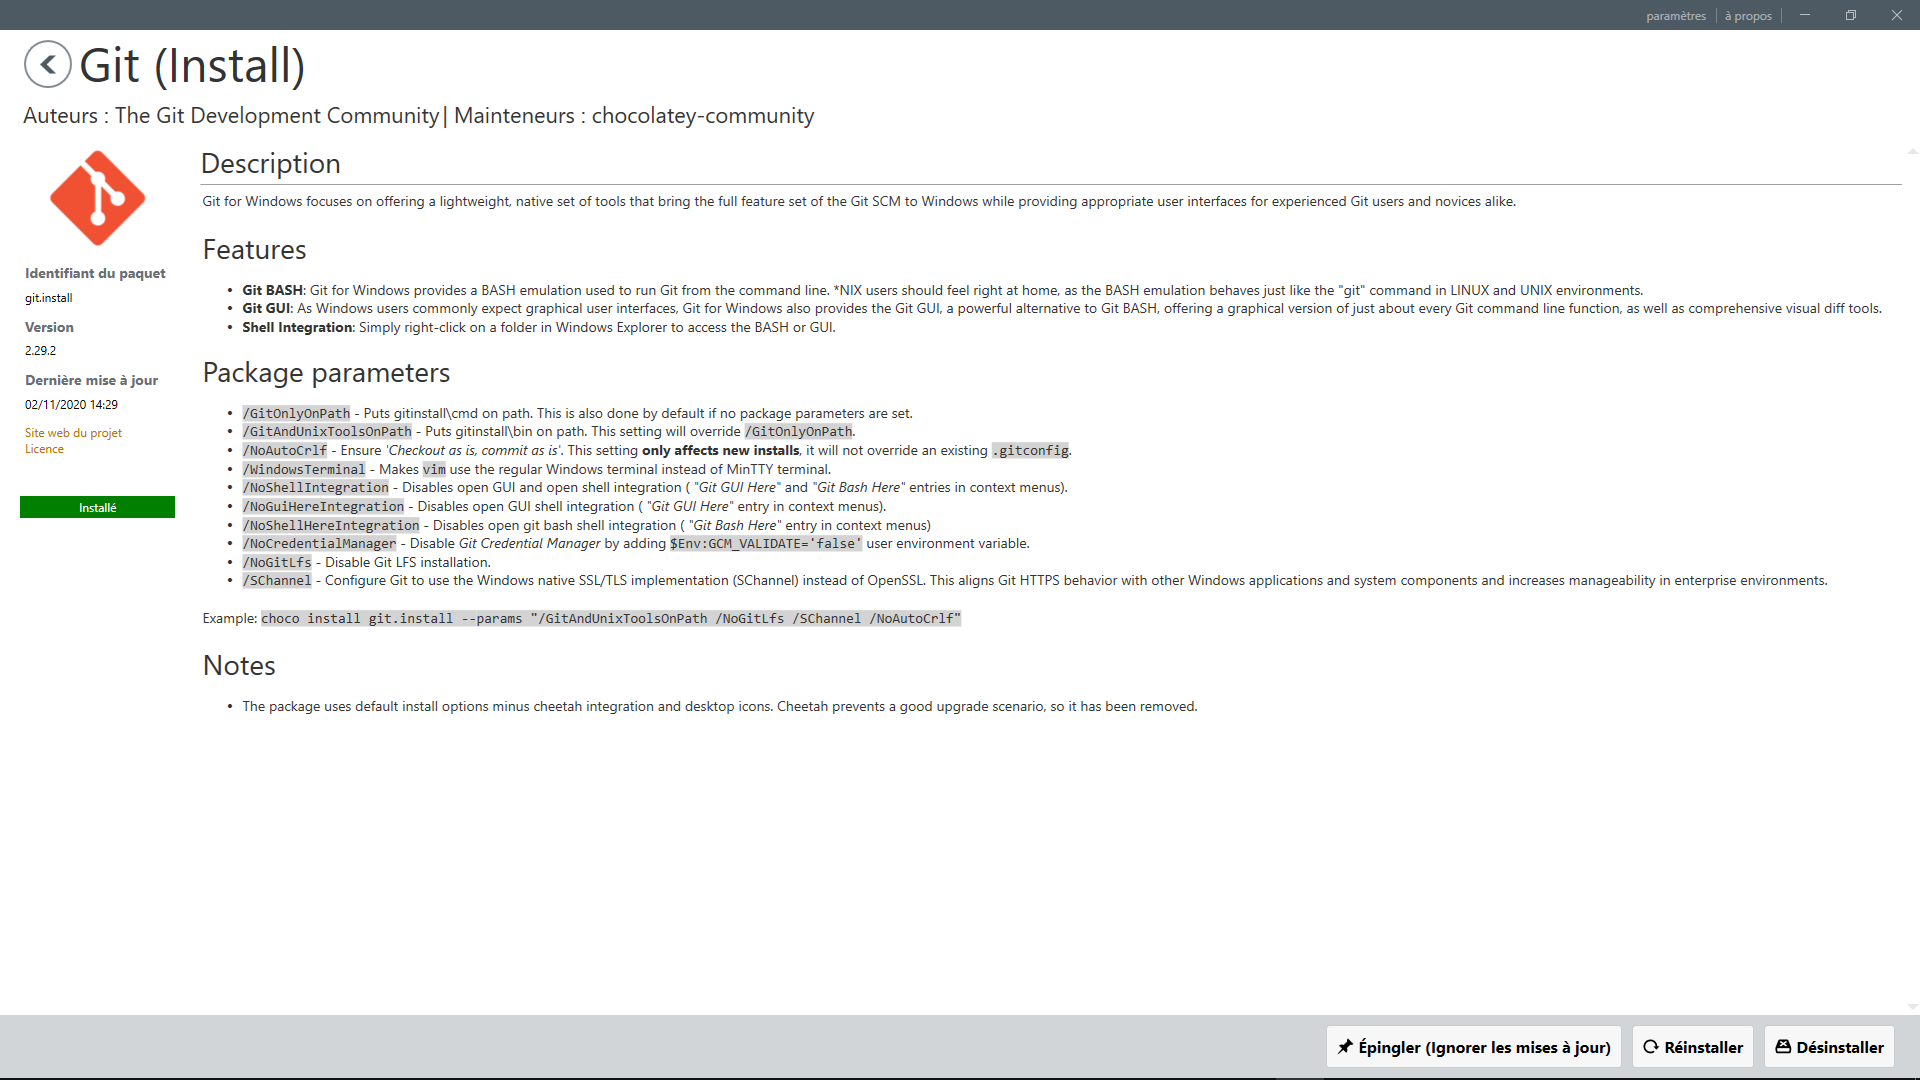 paramètres
à propos
Git (Install)
Auteurs : The Git Development Community| Mainteneurs : chocolatey-community
Identifiant du paquet
git.install
Version
2.29.2
Dernière mise à jour
02/11/2020 14:29
Site web du projet
Licence
Installé
Description
Git for Windows focuses on offering a lightweight, native set of tools that bring the full feature set of the Git SCM to Windows while providing appropriate user interfaces for experienced Git users and novices alike.
Features
• Git BASH: Git for Windows provides a BASH emulation used to run Git from the command line. *NIX users should feel right at home, as the BASH emulation behaves just like the "git" command in LINUX and UNIX environments.
• Git GUI: As Windows users commonly expect graphical user interfaces, Git for Windows also provides the Git GUI, a powerful alternative to Git BASH, offering a graphical version of just about every Git command line function, as well as comprehensive visual diff tools.
• Shell Integration: Simply right-click on a folder in Windows Explorer to access the BASH or GUI.
Package parameters
• /GitOnlyOnPath - Puts gitinstall\cmd on path. This is also done by default if no package parameters are set.
• /GitAndUnixToolsOnPath - Puts gitinstall\bin on path. This setting will override /GitOnlyOnPath.
• /NoAutoCrlf - Ensure 'Checkout as is, commit as is'. This setting only affects new installs, it will not override an existing .gitconfig.
• /WindowsTerminal - Makes vim use the regular Windows terminal instead of MinTTY terminal.
• /NoShellIntegration - Disables open GUI and open shell integration ( "Git GUI Here" and "Git Bash Here" entries in context menus).
• /NoGuiHereIntegration - Disables open GUI shell integration ( "Git GUI Here" entry in context menus).
• /NoShellHereIntegration - Disables open git bash shell integration ( "Git Bash Here" entry in context menus)
• /NoCredentialManager - Disable Git Credential Manager by adding $Env:GCM_VALIDATE='false' user environment variable.
• /NoGitLfs - Disable Git LFS installation.
• /SChannel - Configure Git to use the Windows native SSL/TLS implementation (SChannel) instead of OpenSSL. This aligns Git HTTPS behavior with other Windows applications and system components and increases manageability in enterprise environments.
Example: choco install git.install --params "/GitAndUnixToolsOnPath /NoGitLfs /SChannel /NoAutoCrlf"
Notes
• The package uses default install options minus cheetah integration and desktop icons. Cheetah prevents a good upgrade scenario, so it has been removed.
Épingler (Ignorer les mises à jour)
Réinstaller
Désinstaller